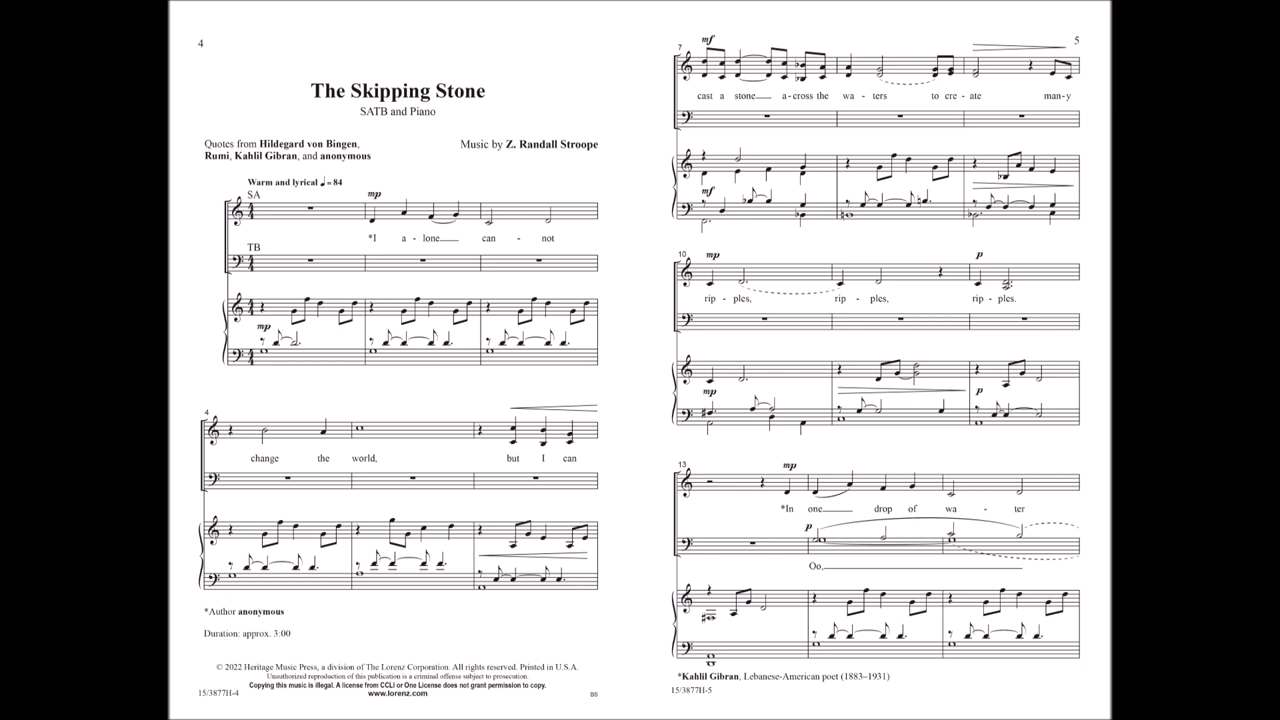 4
The Skipping Stone
SATB and Piano
Quotes from Hildegard von Bingen,
Rumi, Kahlil Gibran, and anonymous
Music by Z. Randall Stroope
Warm and lyrical ♩ = 84
SA
mp
*I a - lone can - not
TB
mp
4
change the world, but I can
*Author anonymous
Duration: approx. 3:00
© 2022 Heritage Music Press, a division of The Lorenz Corporation. All rights reserved. Printed in U.S.A.
Unauthorized reproduction of this publication is a criminal offense subject to prosecution.
Copying this music is illegal. A license from CCLI or One License does not grant permission to copy.
www.lorenz.com
15/3877H-4
5
7
mf
cast a stone a-cross the wa - ters to cre - ate man-y
mf
10
mp
p
rip - ples, rip - ples, rip - ples.
mp
p
13
mp
*In one drop of wa - ter
p
Oo,
*Kahlil Gibran, Lebanese-American poet (1883–1931)
15/3877H-5